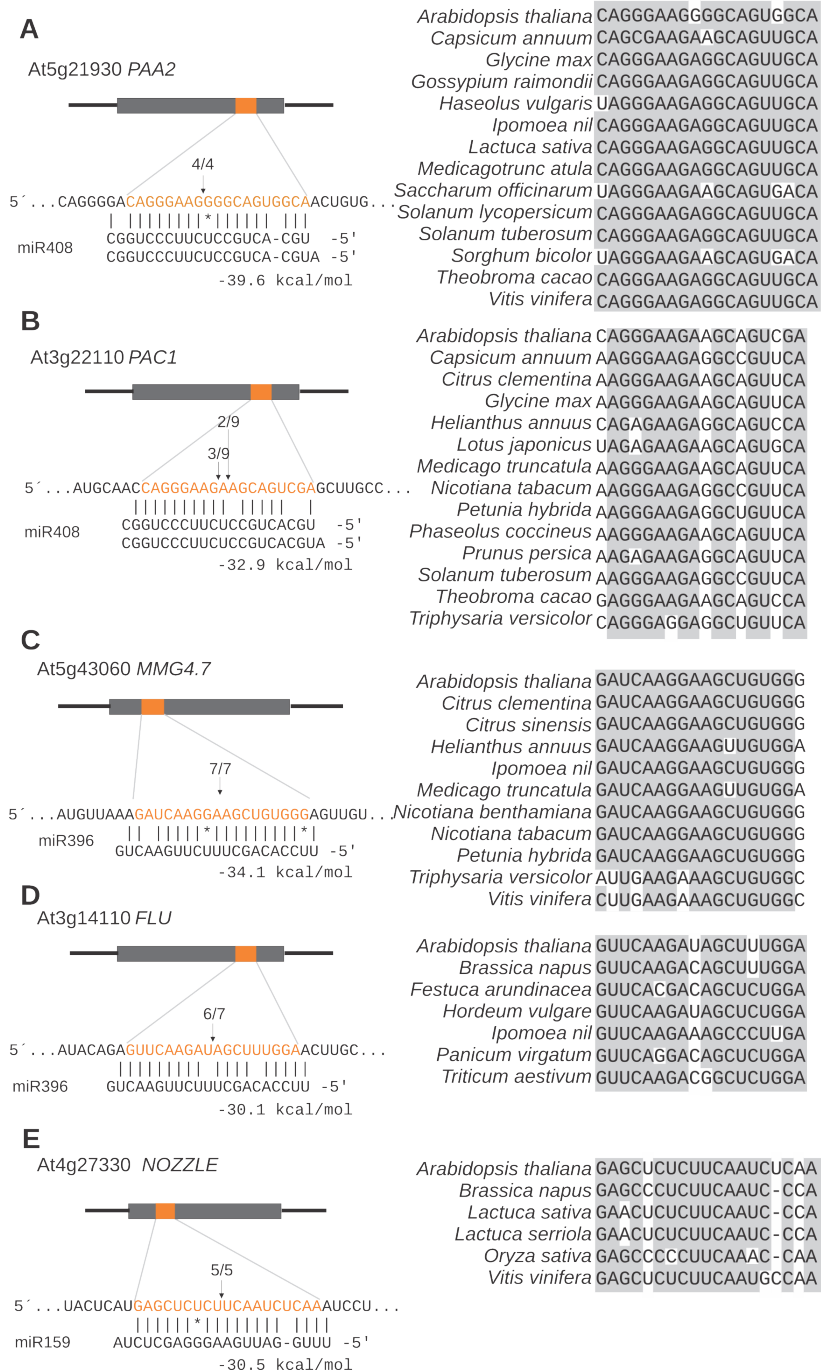 A
At5g21930 PAA2
4/4
5´...CAGGGGACAGGGAAGGGGCAGUGGCAACUGUG...
| |||||||*|||||| |||
miR408
CGGUCCCUUCUCCGUCA-CGU -5'
CGGUCCCUUCUCCGUCA-CGUA -5'
-39.6 kcal/mol
Arabidopsis thaliana CAGGGAAGGGGCAGUGGCA
Capsicum annuum CAGCGAAGAAGCAGUUGCA
Glycine max CAGGGAAGAGGCAGUUGCA
Gossypium raimondii CAGGGAAGAGGCAGUUGCA
Haseolus vulgaris UAGGGAAGAGGCAGUUGCA
Ipomoea nil CAGGGAAGAGGCAGUUGCA
Lactuca sativa CAGGGAAGAGGCAGUUGCA
Medicagotrunc atula CAGGGAAGAGGCAGUUGCA
Saccharum officinarum UAGGGAAGAAGCAGUGACA
Solanum lycopersicum CAGGGAAGAGGCAGUUGCA
Solanum tuberosum CAGGGAAGAGGCAGUUGCA
Sorghum bicolor UAGGGAAGAAGCAGUGACA
Theobroma cacao CAGGGAAGAGGCAGUUGCA
Vitis vinifera CAGGGAAGAGGCAGUUGCA
B
At3g22110 PAC1
2/9
3/9
5´...AUGCAACCAGGGAAGAAGCAGUCGAGCUUGCC...
miR408
CGGUCCCUUCUCCGUCACGU -5'
CGGUCCCUUCUCCGUCACGUA -5'
-32.9 kcal/mol
Arabidopsis thaliana CAGGGAAGAAGCAGUCGA
Capsicum annuum AAGGGAAGAGGCCGUUCA
Citrus clementina AAGGGAAGAAGCAGUUCA
Glycine max AAGGGAAGAAGCAGUUCA
Helianthus annuus CAGAGAAGAAGCAGUCCA
Lotus japonicus UAGAGAAGAAGCAGUGCA
Medicago truncatula AAGGGAAGAAGCAGUUCA
Nicotiana tabacum AAGGGAAGAGGCCGUUCA
Petunia hybrida AAGGGAAGAGGCCGUUCA
Phaseolus coccineus AAGGGAAGAAGCAGUUCA
Prunus persica AAGAGAAGAGGCAGUUCA
Solanum tuberosum AAGGGAAGAGGCCGUUCA
Theobroma cacao GAGGGAAGAAGCAGUCCA
Triphysaria versicolor CAGGGAGGAGGCUGUUCA
C
At5g43060 MMG4.7
7/7
5´...AUGUUAAAGAUCAAGGAAGCUGUGGGAGUUGU...
miR396
GUCAAGUUCUUUCGACACCUU -5'
-34.1 kcal/mol
Arabidopsis thaliana GAUCAAGGAAGCUGUGGG
Citrus clementina GAUCAAGGAAGCUGUGGG
Citrus sinensis GAUCAAGGAAGCUGUGGG
Helianthus annuus GAUCAAGGAAGUUGUGGA
Ipomoea nil GAUCAAGGAAGCUGUGGG
Medicago truncatula GAUCAAGGAAGUUGUGGA
Nicotiana benthamiana GAUCAAGGAAGCUGUGGG
Nicotiana tabacum GAUCAAGGAAGCUGUGGG
Petunia hybrida GAUCAAGGAAGCUGUGGG
Triphysaria versicolor AUUGAAGAAAGCUGUGGC
Vitis vinifera CUUGAAGAAAGCUGUGGC
D
At3g14110 FLU
6/7
5´...AUACAGAGUUCAAGAUAGCUUUGGAACUUGC...
miR396
GUCAAGUUCUUUCGACACCUU -5'
-30.1 kcal/mol
Arabidopsis thaliana GUUCAAGAUAGCUUUGGA
Brassica napus GUUCAAGACAGCUUUGGA
Festuca arundinacea GUUCACGACAGCUCUGGA
Hordeum vulgare GUUCAAGAUAGCUCUGGA
Ipomoea nil GUUCAAGAAAGCCCUUGA
Panicum virgatum GUUCAGGACAGCUCUGGA
Triticum aestivum GUUCAAGACGGCUCUGGA
E
At4g27330 NOZZLE
5/5
5´...UACUCAUGAGCUCUCUUCAAUCUCAAAUCCU...
miR159
AUCUCGAGGGAAGUUAG-GUUU -5'
-30.5 kcal/mol
Arabidopsis thaliana GAGCUCUCUUCAAUCUCAA
Brassica napus GAGCCCUCUUCAAUC-CCA
Lactuca sativa GAACUCUCUUCAAUC-CCA
Lactuca serriola GAACUCUCUUCAAUC-CCA
Oryza sativa GAGCCCCCUUCAAAC-CAA
Vitis vinifera GAGCUCUCUUCAAUGCCAA